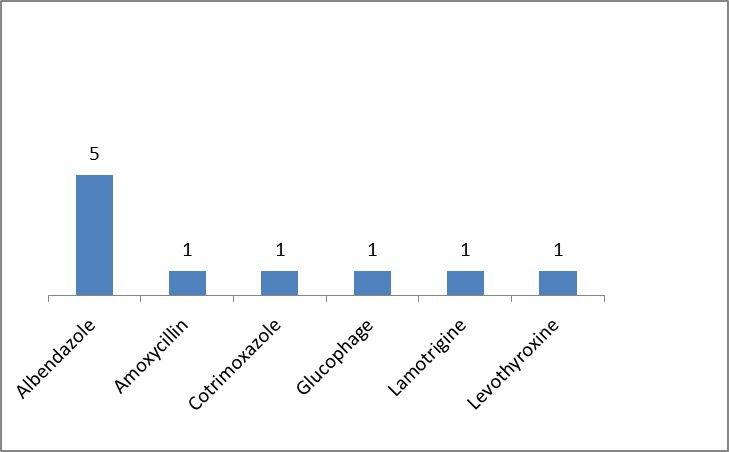 5
1
1
1
1
1
Albendazole
Amoxycillin
Cotrimoxazole
Glucophage
Lamotrigine
Levothyroxine